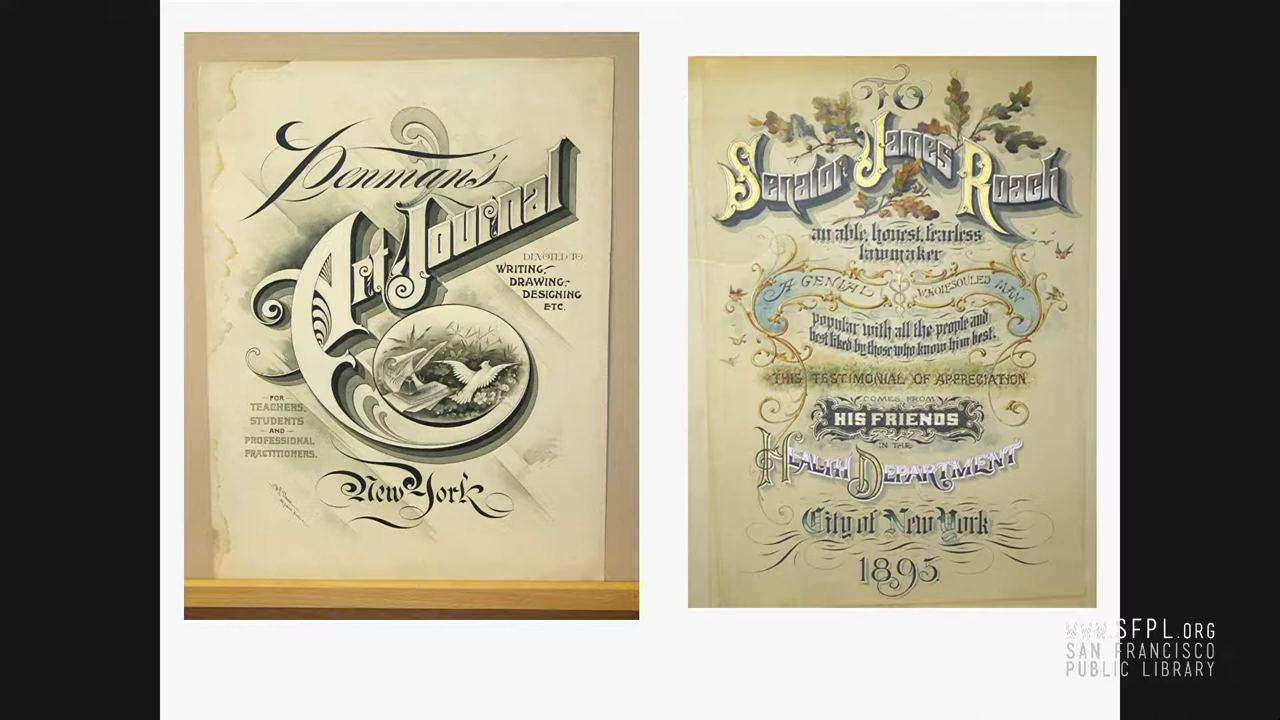 Penman's
Art Journal
DEVOTED TO
WRITING,
DRAWING,
DESIGNING
ETC.
FOR
TEACHERS,
STUDENTS
AND
PROFESSIONAL
PRACTITIONERS.
New York
TO
Senator James Roach
an able, honest, fearless
lawmaker
A GENIAL WHOLESOULED MAN
popular with all the people and
best liked by those who know him best.
THIS TESTIMONIAL OF APPRECIATION
COMES FROM
HIS FRIENDS
IN THE
HEALTH DEPARTMENT
City of New York
1895
WWW.SFPL.ORG
SAN FRANCISCO
PUBLIC LIBRARY